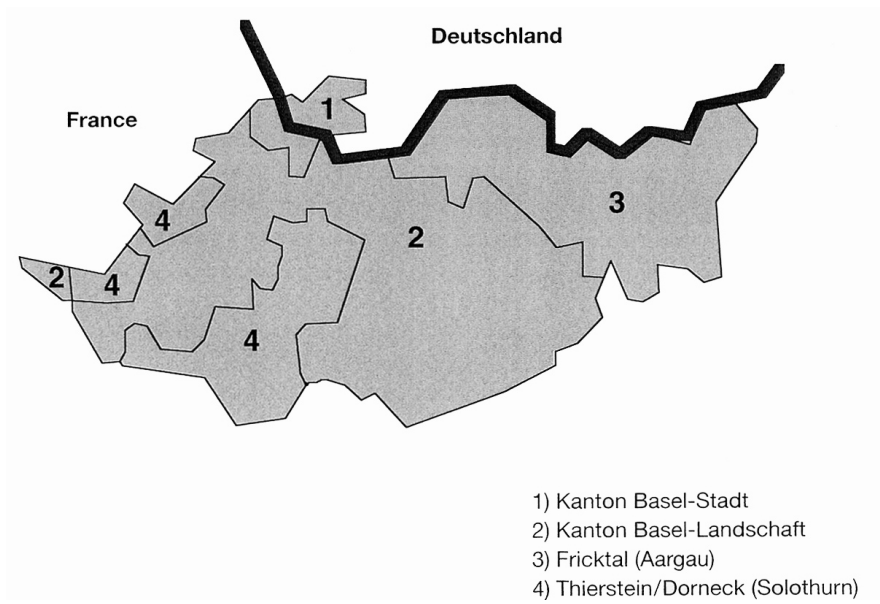 Deutschland
France
1
4
3
2
2
4
4
1) Kanton Basel-Stadt
2) Kanton Basel-Landschaft
3) Fricktal (Aargau)
4) Thierstein/Dorneck (Solothurn)